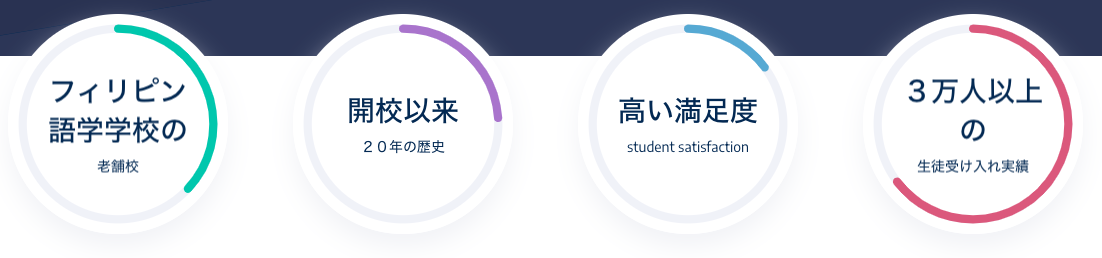 フィリピン
語学学校の
老舗校
開校以来
２０年の歴史
高い満足度
student satisfaction
３万人以上
の
生徒受け入れ実績